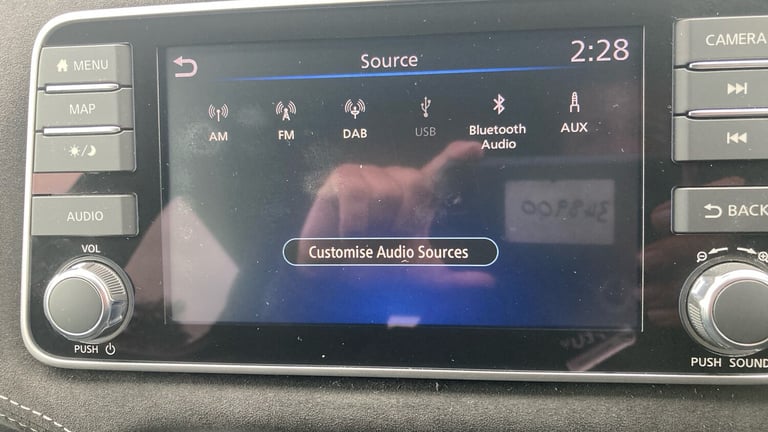 Source
2:28
MENU
MAP
AUDIO
VOL
PUSH
AM
FM
DAB
USB
Bluetooth
Audio
AUX
Customise Audio Sources
CAMERA
BACK
PUSH SOUND